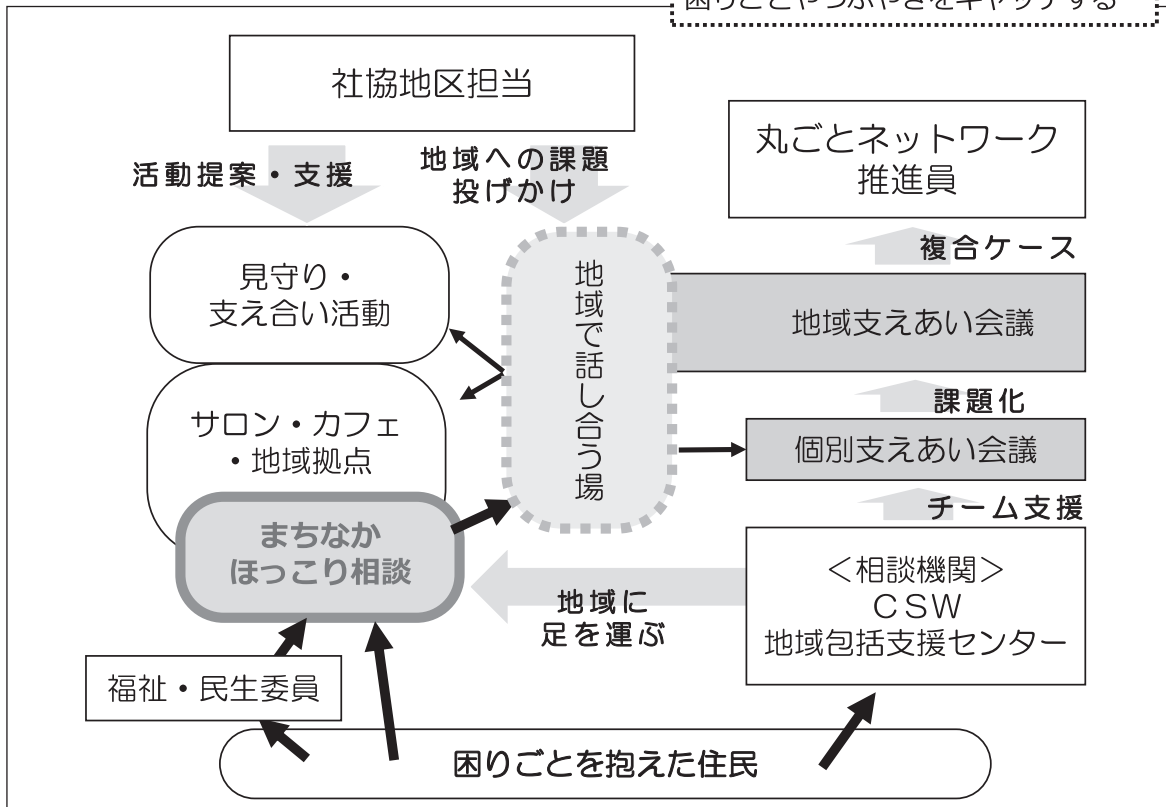 困りごとやつぶやきをキャッチする
社協地区担当
活動提案・支援
地域への課題
投げかけ
丸ごとネットワーク
推進員
複合ケース
見守り・
支え合い活動
地域で話し合う場
地域支えあい会議
課題化
サロン・カフェ
・地域拠点
個別支えあい会議
チーム支援
まちなか
ほっこり相談
地域に
足を運ぶ
＜相談機関＞
ＣＳＷ
地域包括支援センター
福祉・民生委員
困りごとを抱えた住民